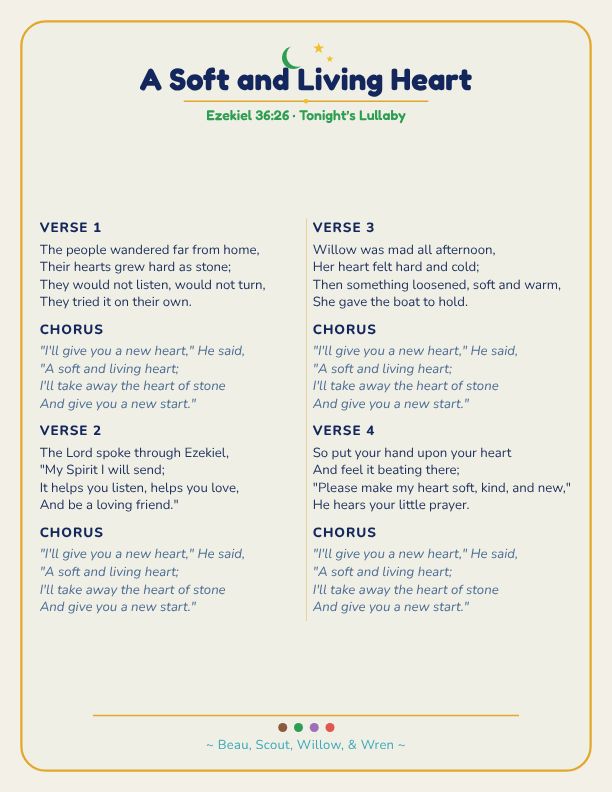 A Soft and Living Heart
Ezekiel 36:26 · Tonight's Lullaby
VERSE 1
The people wandered far from home,
Their hearts grew hard as stone;
They would not listen, would not turn,
They tried it on their own.
CHORUS
"I'll give you a new heart," He said,
"A soft and living heart;
I'll take away the heart of stone
And give you a new start."
VERSE 2
The Lord spoke through Ezekiel,
"My Spirit I will send;
It helps you listen, helps you love,
And be a loving friend."
CHORUS
"I'll give you a new heart," He said,
"A soft and living heart;
I'll take away the heart of stone
And give you a new start."
VERSE 3
Willow was mad all afternoon,
Her heart felt hard and cold;
Then something loosened, soft and warm,
She gave the boat to hold.
CHORUS
"I'll give you a new heart," He said,
"A soft and living heart;
I'll take away the heart of stone
And give you a new start."
VERSE 4
So put your hand upon your heart
And feel it beating there;
"Please make my heart soft, kind, and new,"
He hears your little prayer.
CHORUS
"I'll give you a new heart," He said,
"A soft and living heart;
I'll take away the heart of stone
And give you a new start."
~ Beau, Scout, Willow, & Wren ~